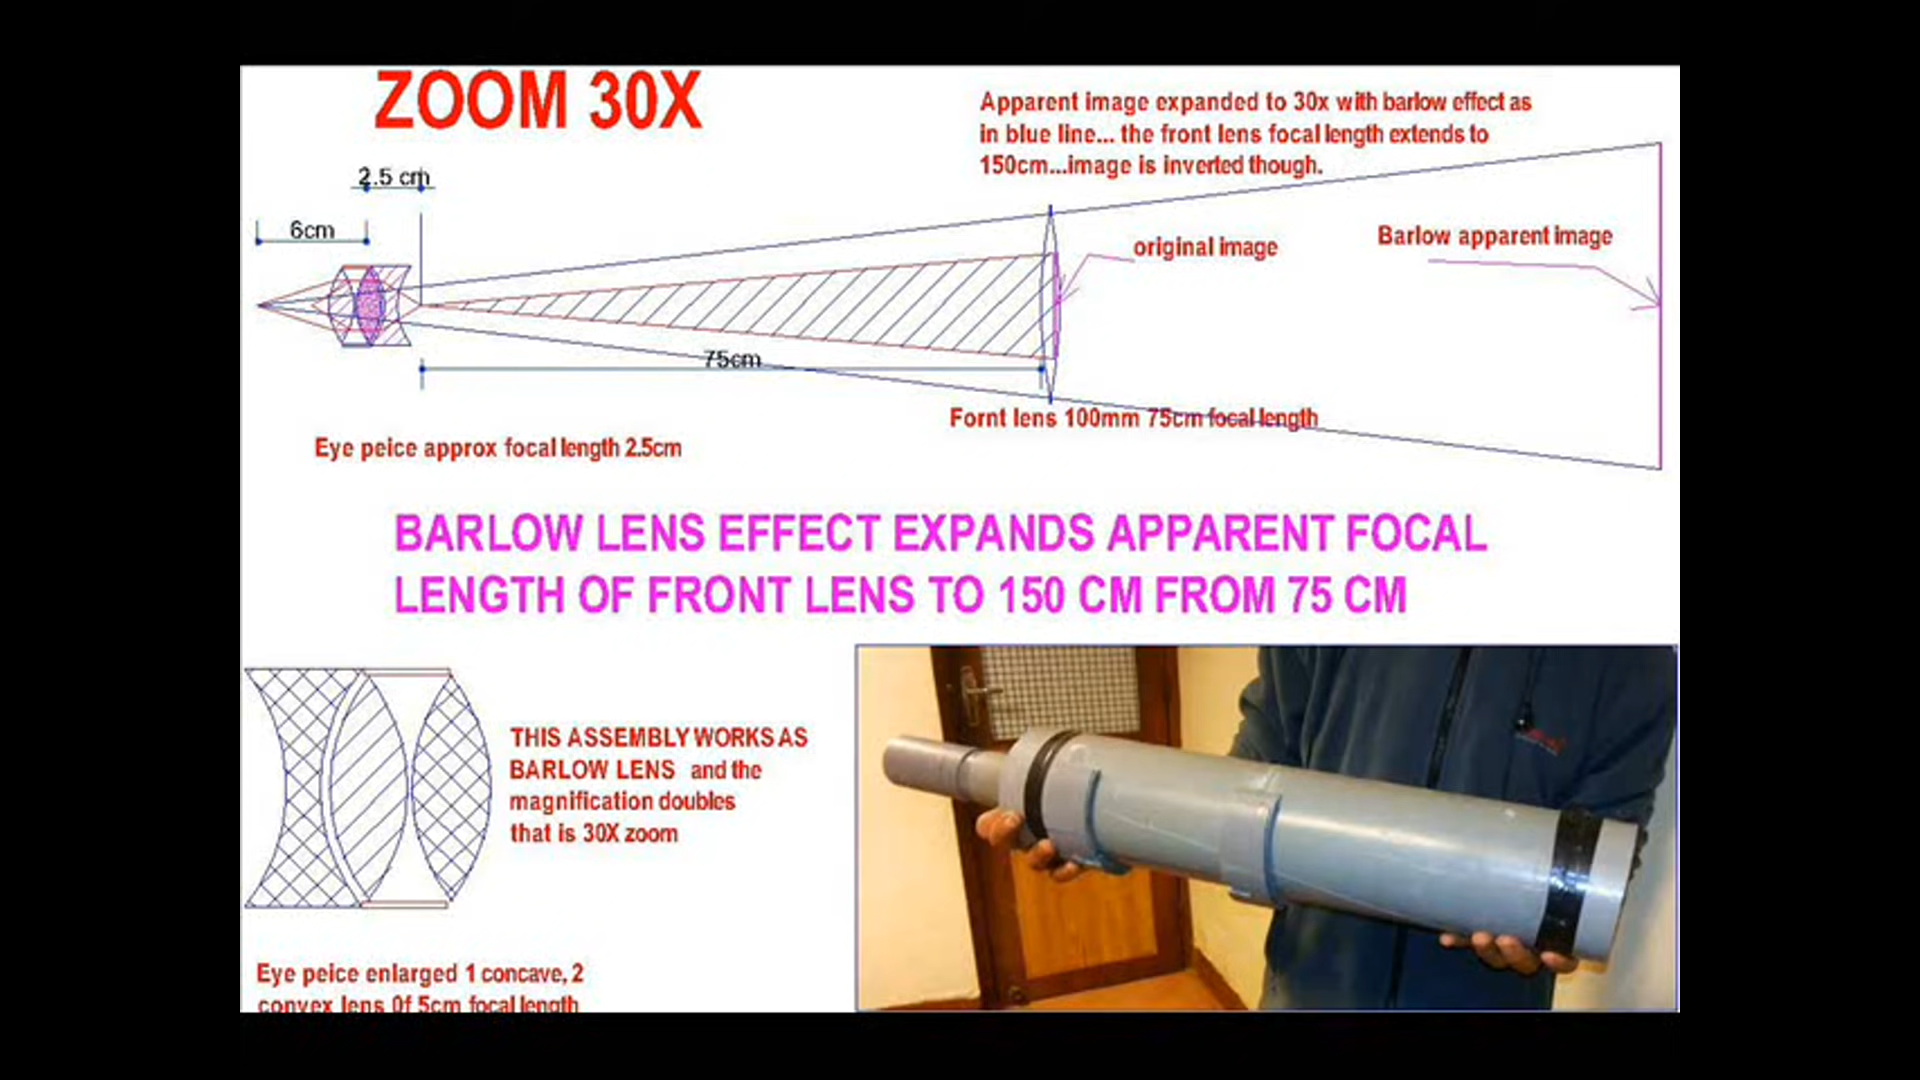 ZOOM 30X
Apparent image expanded to 30x with barlow effect as
in blue line... the front lens focal length extends to
150cm...image is inverted though.
2.5 cm
6cm
original image
Barlow apparent image
75cm
Fornt lens 100mm 75cm focal length
Eye peice approx focal length 2.5cm
BARLOW LENS EFFECT EXPANDS APPARENT FOCAL
LENGTH OF FRONT LENS TO 150 CM FROM 75 CM
THIS ASSEMBLY WORKS AS
BARLOW LENS and the
magnification doubles
that is 30X zoom
Eye peice enlarged 1 concave, 2
convex lens 0f 5cm focal length